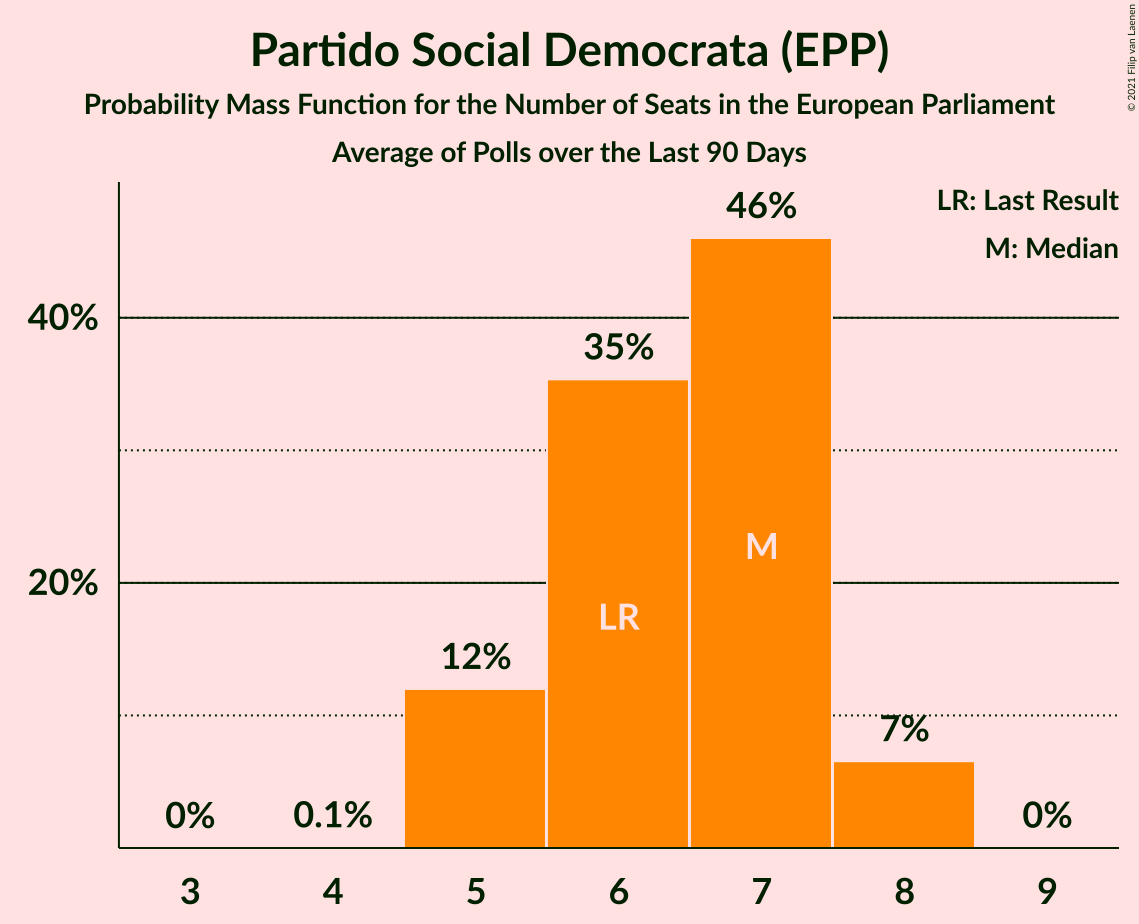 Partido Social Democrata (EPP)
Probability Mass Function for the Number of Seats in the European Parliament
Average of Polls over the Last 90 Days
© 2021 Filip van Laenen
LR: Last Result
M: Median
46%
40%
35%
M
20%
LR
12%
7%
0%
0.1%
0%
3 4 5 6 7 8 9